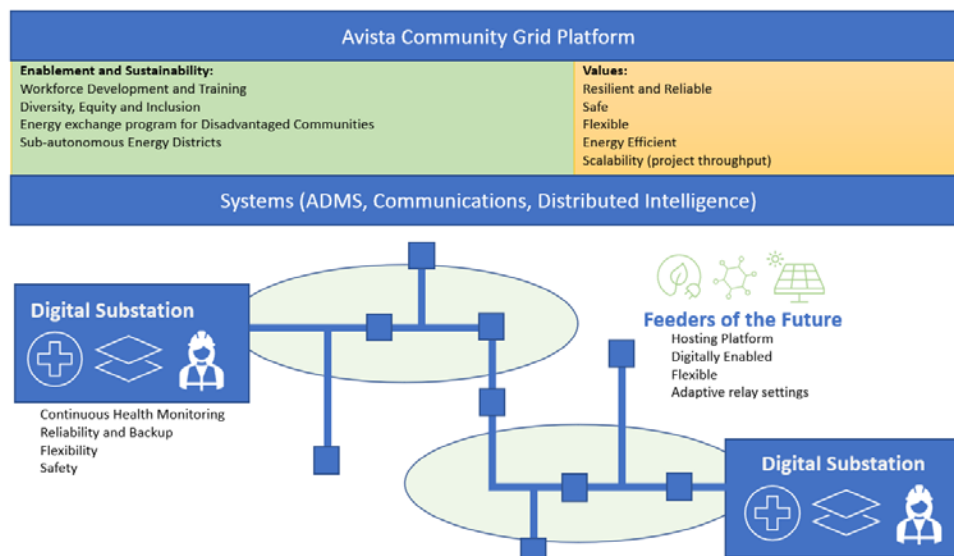 Avista Community Grid Platform
Enablement and Sustainability:
Workforce Development and Training
Diversity, Equity and Inclusion
Energy exchange program for Disadvantaged Communities
Sub-autonomous Energy Districts
Values:
Resilient and Reliable
Safe
Flexible
Energy Efficient
Scalability (project throughput)
Systems (ADMS, Communications, Distributed Intelligence)
Digital Substation
Continuous Health Monitoring
Reliability and Backup
Flexibility
Safety
Feeders of the Future
Hosting Platform
Digitally Enabled
Flexible
Adaptive relay settings
Digital Substation